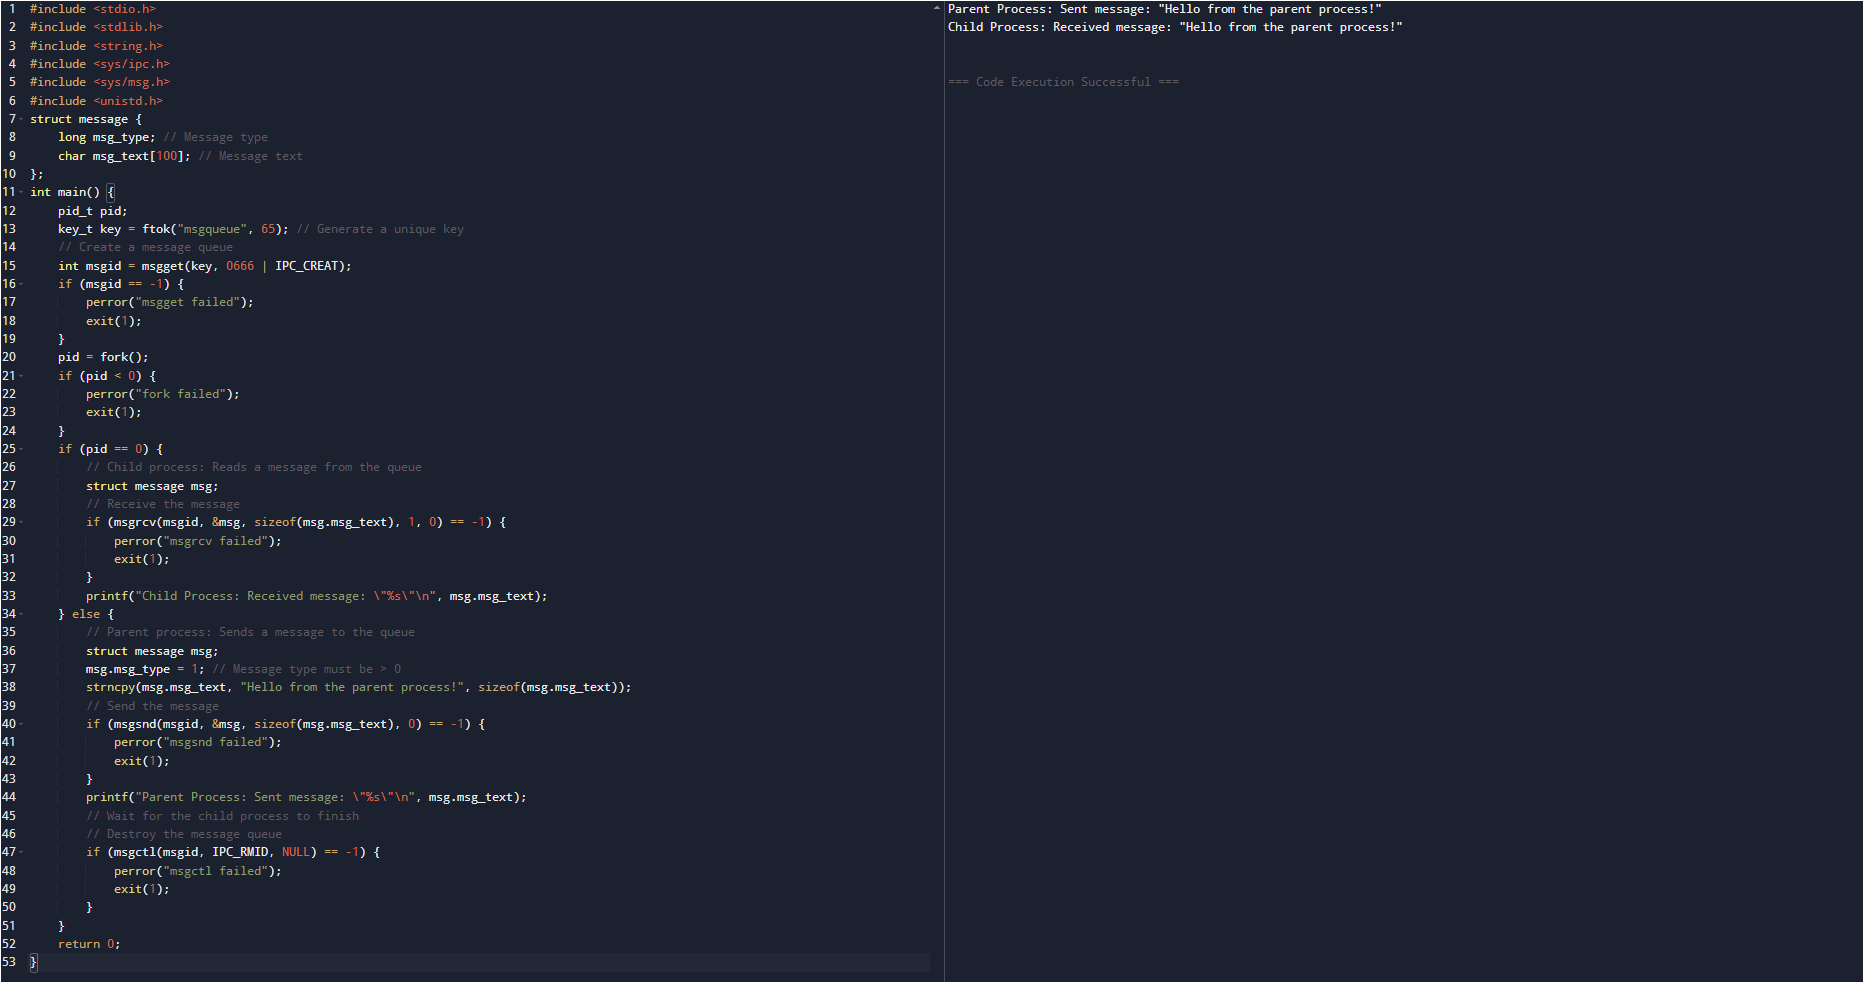 1 #include <stdio.h>
2 #include <stdlib.h>
3 #include <string.h>
4 #include <sys/ipc.h>
5 #include <sys/msg.h>
6 #include <unistd.h>
7 struct message {
8     long msg_type; // Message type
9     char msg_text[100]; // Message text
10 };
11 int main() {
12     pid_t pid;
13     key_t key = ftok("msgqueue", 65); // Generate a unique key
14     // Create a message queue
15     int msgid = msgget(key, 0666 | IPC_CREAT);
16     if (msgid == -1) {
17         perror("msgget failed");
18         exit(1);
19     }
20     pid = fork();
21     if (pid < 0) {
22         perror("fork failed");
23         exit(1);
24     }
25     if (pid == 0) {
26         // Child process: Reads a message from the queue
27         struct message msg;
28         // Receive the message
29         if (msgrcv(msgid, &msg, sizeof(msg.msg_text), 1, 0) == -1) {
30             perror("msgrcv failed");
31             exit(1);
32         }
33         printf("Child Process: Received message: \"%s\"\n", msg.msg_text);
34     } else {
35         // Parent process: Sends a message to the queue
36         struct message msg;
37         msg.msg_type = 1; // Message type must be > 0
38         strncpy(msg.msg_text, "Hello from the parent process!", sizeof(msg.msg_text));
39         // Send the message
40         if (msgsnd(msgid, &msg, sizeof(msg.msg_text), 0) == -1) {
41             perror("msgsnd failed");
42             exit(1);
43         }
44         printf("Parent Process: Sent message: \"%s\"\n", msg.msg_text);
45         // Wait for the child process to finish
46         // Destroy the message queue
47         if (msgctl(msgid, IPC_RMID, NULL) == -1) {
48             perror("msgctl failed");
49             exit(1);
50         }
51     }
52     return 0;
53 }
Parent Process: Sent message: "Hello from the parent process!"
Child Process: Received message: "Hello from the parent process!"
=== Code Execution Successful ===